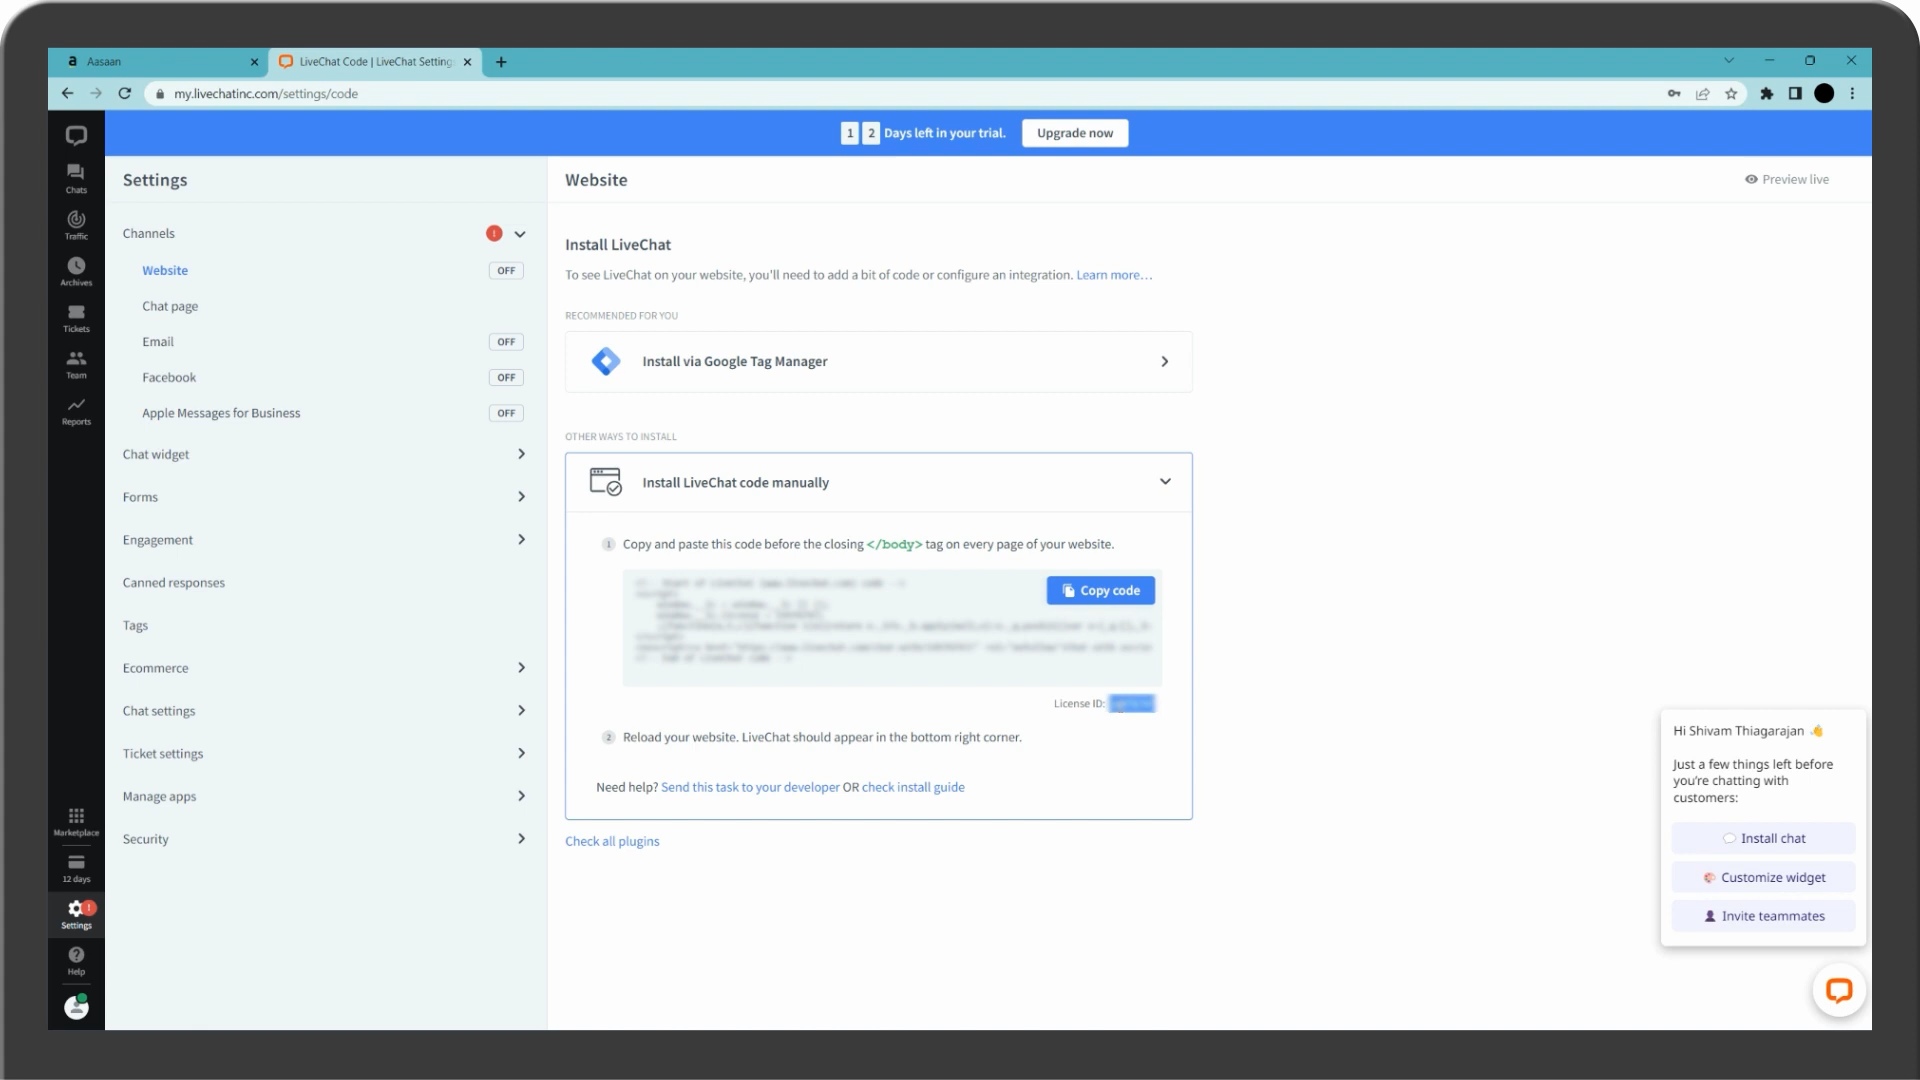 a Aasaan
LiveChat Code | LiveChat Setting
my.livechatinc.com/settings/code
1 2 Days left in your trial. Upgrade now
Settings
Website
Preview live
Chats
Traffic
Archives
Tickets
Team
Reports
Marketplace
12 days
Settings
Help
Channels
Website OFF
Chat page
Email OFF
Facebook OFF
Apple Messages for Business OFF
Chat widget
Forms
Engagement
Canned responses
Tags
Ecommerce
Chat settings
Ticket settings
Manage apps
Security
Install LiveChat
To see LiveChat on your website, you'll need to add a bit of code or configure an integration. Learn more…
RECOMMENDED FOR YOU
Install via Google Tag Manager
OTHER WAYS TO INSTALL
Install LiveChat code manually
1 Copy and paste this code before the closing </body> tag on every page of your website.
Copy code
License ID:
2 Reload your website. LiveChat should appear in the bottom right corner.
Need help? Send this task to your developer OR check install guide
Check all plugins
Hi Shivam Thiagarajan 👋
Just a few things left before
you're chatting with
customers:
Install chat
Customize widget
Invite teammates